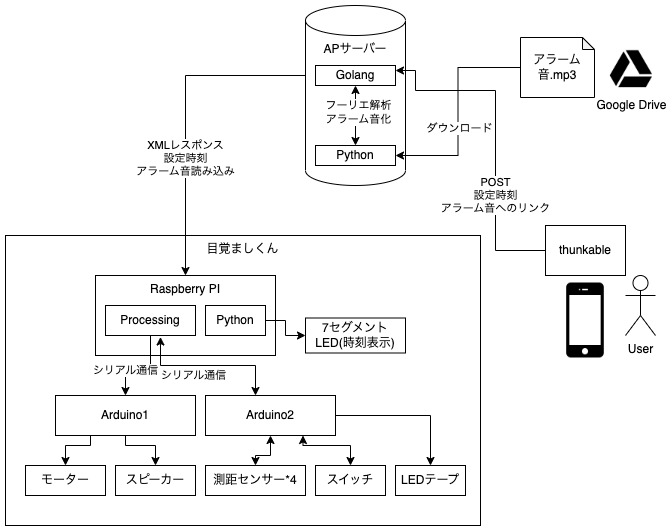 APサーバー
Golang
フーリエ解析
アラーム音化
Python
アラーム
音.mp3
Google Drive
ダウンロード
XMLレスポンス
設定時刻
アラーム音読み込み
POST
設定時刻
アラーム音へのリンク
thunkable
User
目覚ましくん
Raspberry PI
Processing
Python
7セグメント
LED(時刻表示)
シリアル通信
シリアル通信
Arduino1
Arduino2
モーター
スピーカー
測距センサー*4
スイッチ
LEDテープ